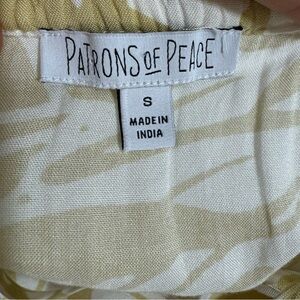 PATRONS OF PEACE
S
MADE IN
INDIA